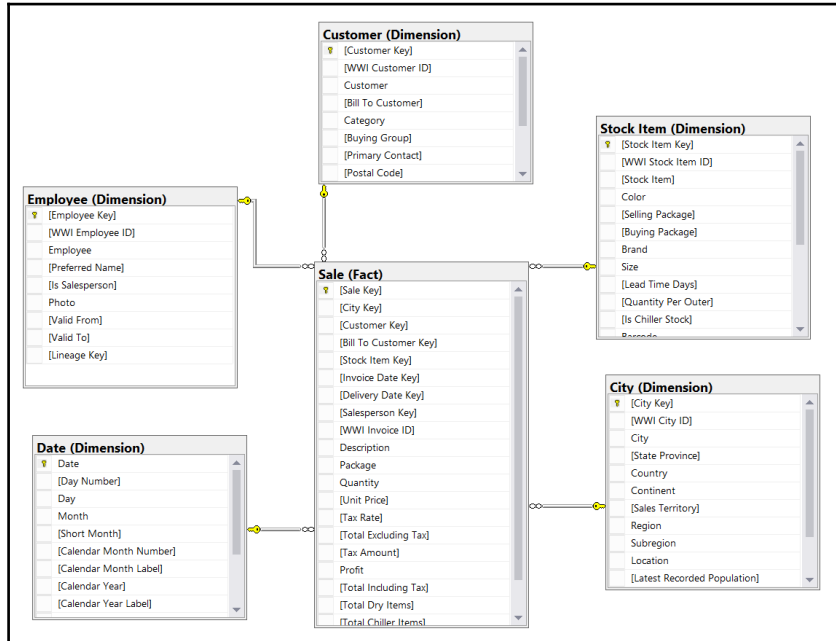 Customer (Dimension)
[Customer Key]
[WWI Customer ID]
Customer
[Bill To Customer]
Category
[Buying Group]
[Primary Contact]
[Postal Code]
Stock Item (Dimension)
[Stock Item Key]
[WWI Stock Item ID]
[Stock Item]
Color
[Selling Package]
[Buying Package]
Brand
Size
[Lead Time Days]
[Quantity Per Outer]
[Is Chiller Stock]
Barcode
Employee (Dimension)
[Employee Key]
[WWI Employee ID]
Employee
[Preferred Name]
[Is Salesperson]
Photo
[Valid From]
[Valid To]
[Lineage Key]
Sale (Fact)
[Sale Key]
[City Key]
[Customer Key]
[Bill To Customer Key]
[Stock Item Key]
[Invoice Date Key]
[Delivery Date Key]
[Salesperson Key]
[WWI Invoice ID]
Description
Package
Quantity
[Unit Price]
[Tax Rate]
[Total Excluding Tax]
[Tax Amount]
Profit
[Total Including Tax]
[Total Dry Items]
[Total Chiller Items]
City (Dimension)
[City Key]
[WWI City ID]
City
[State Province]
Country
Continent
[Sales Territory]
Region
Subregion
Location
[Latest Recorded Population]
Date (Dimension)
Date
[Day Number]
Day
Month
[Short Month]
[Calendar Month Number]
[Calendar Month Label]
[Calendar Year]
[Calendar Year Label]